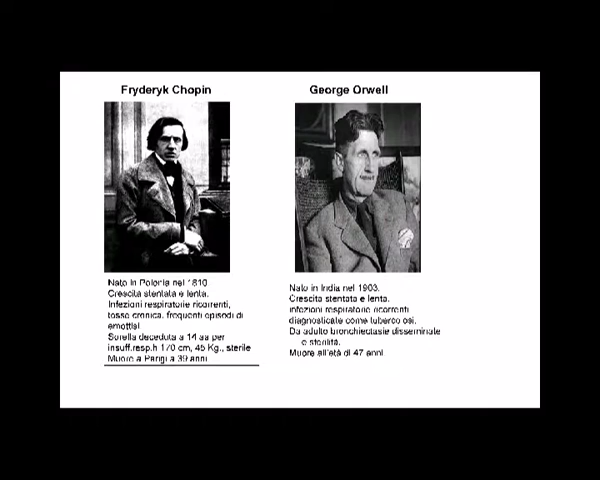 Fryderyk Chopin
Nato in Polonia nel 1810.
Crescita stentata e lenta.
Infezioni respiratorie ricorrenti,
tosse cronica, frequenti episodi di
emottisi
Sorella deceduta a 14 aa per
insuff.resp.h 170 cm, 45 Kg., sterile
Muore a Parigi a 39 anni
George Orwell
Nato in India nel 1903.
Crescita stentata e lenta.
infezioni respiratorie ricorrenti
diagnosticate come tuberco osi.
Da adulto bronchiectasie disseminate
e sterilità.
Muore all'età di 47 anni